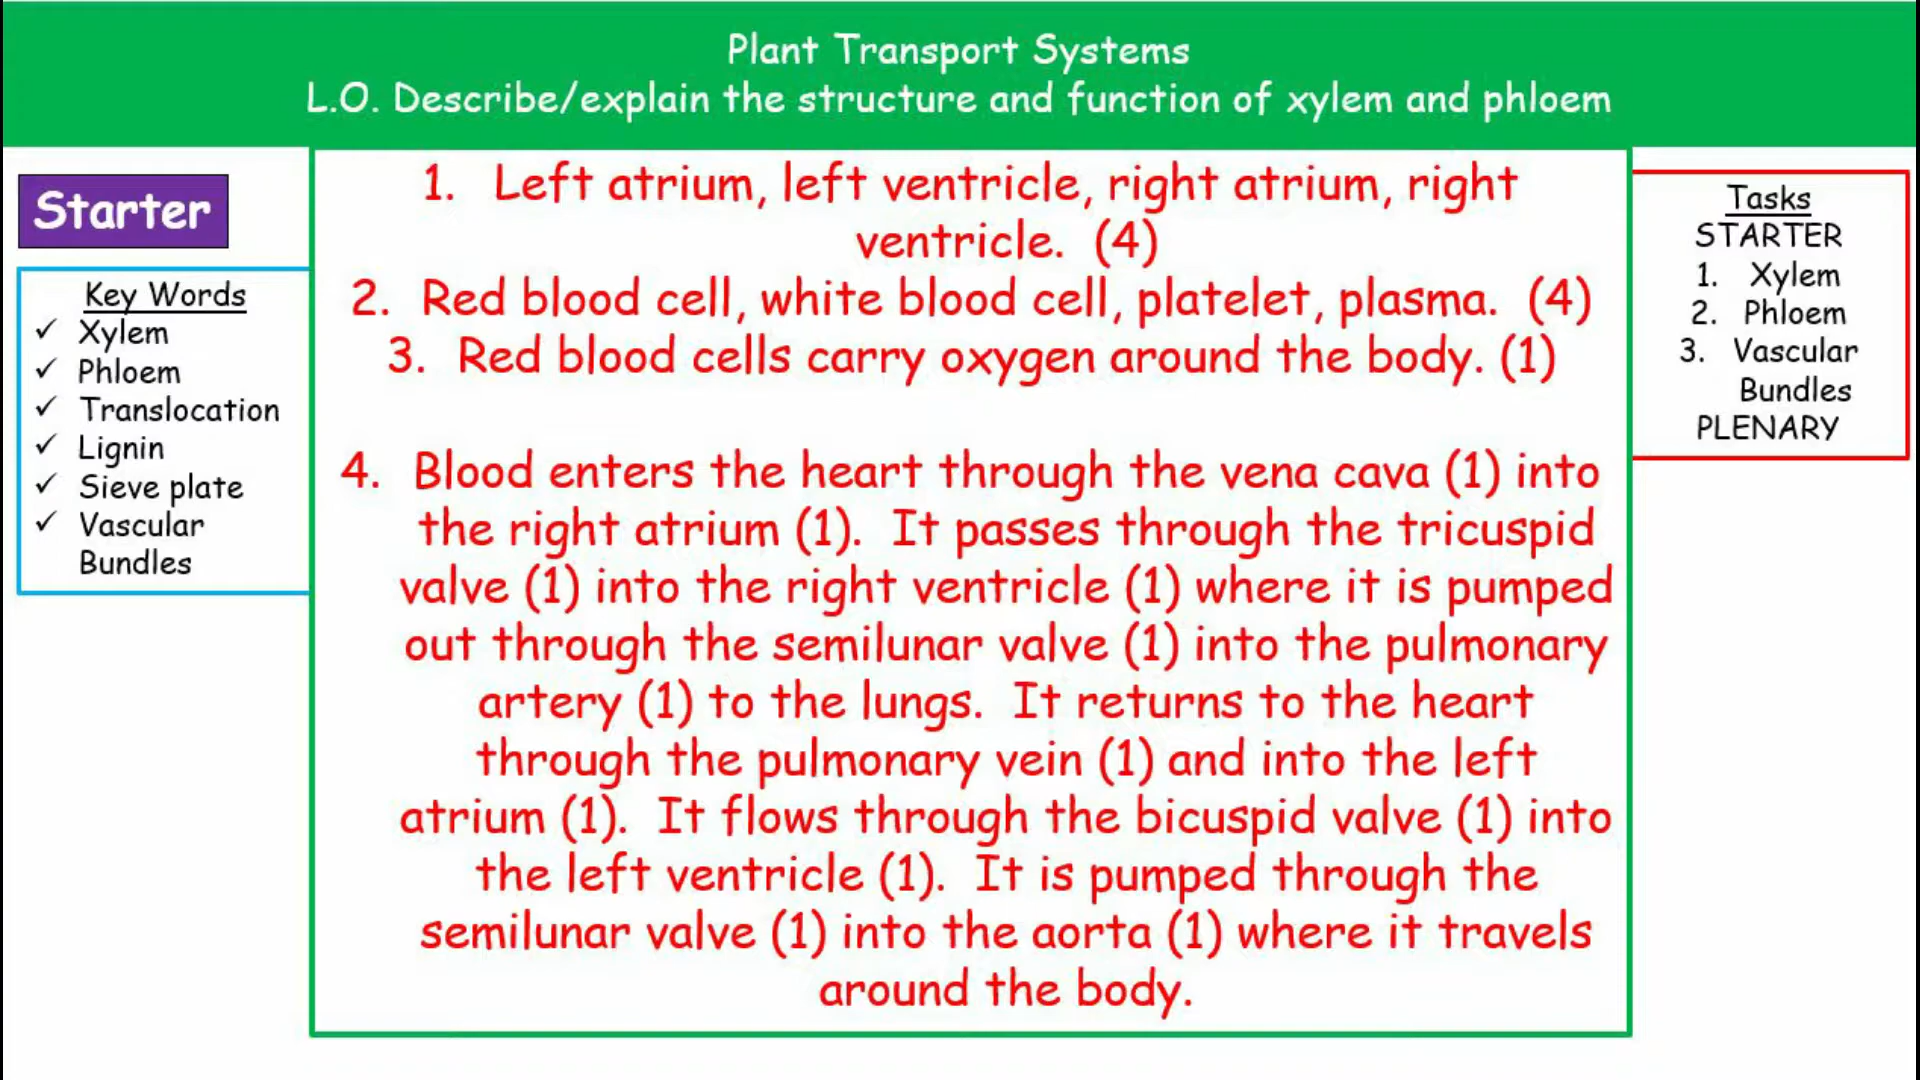 Plant Transport Systems
L.O. Describe/explain the structure and function of xylem and phloem
Starter
Key Words
✓ Xylem
✓ Phloem
✓ Translocation
✓ Lignin
✓ Sieve plate
✓ Vascular
Bundles
1. Left atrium, left ventricle, right atrium, right
ventricle. (4)
2. Red blood cell, white blood cell, platelet, plasma. (4)
3. Red blood cells carry oxygen around the body. (1)
4. Blood enters the heart through the vena cava (1) into
the right atrium (1). It passes through the tricuspid
valve (1) into the right ventricle (1) where it is pumped
out through the semilunar valve (1) into the pulmonary
artery (1) to the lungs. It returns to the heart
through the pulmonary vein (1) and into the left
atrium (1). It flows through the bicuspid valve (1) into
the left ventricle (1). It is pumped through the
semilunar valve (1) into the aorta (1) where it travels
around the body.
Tasks
STARTER
1. Xylem
2. Phloem
3. Vascular
Bundles
PLENARY